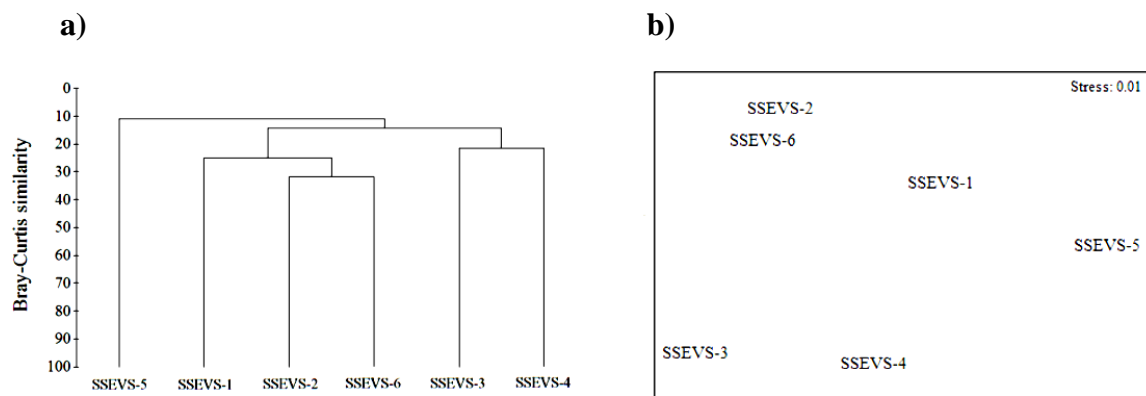 a)
Bray-Curtis similarity
0
10
20
30
40
50
60
70
80
90
100
SSEVS-5 SSEVS-1 SSEVS-2 SSEVS-6 SSEVS-3 SSEVS-4
b)
Stress: 0.01
SSEVS-2
SSEVS-6
SSEVS-1
SSEVS-5
SSEVS-3
SSEVS-4